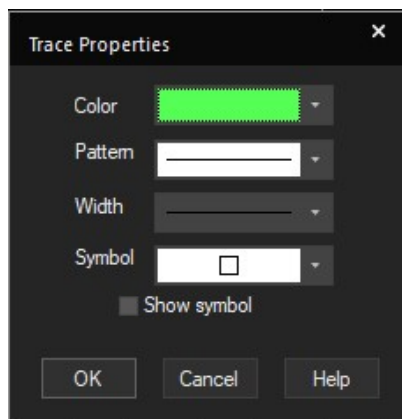 Trace Properties
Color
Pattern
Width
Symbol
Show symbol
OK Cancel Help